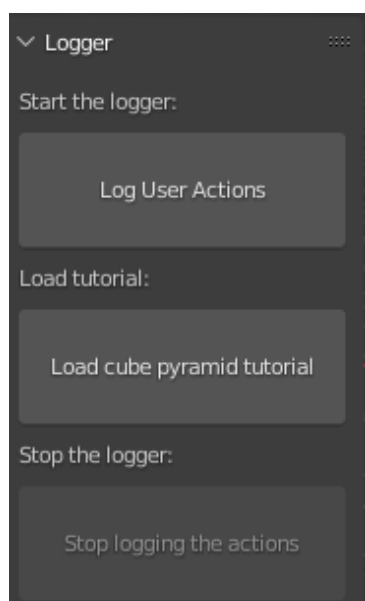 Logger
Start the logger:
Log User Actions
Load tutorial:
Load cube pyramid tutorial
Stop the logger:
Stop logging the actions